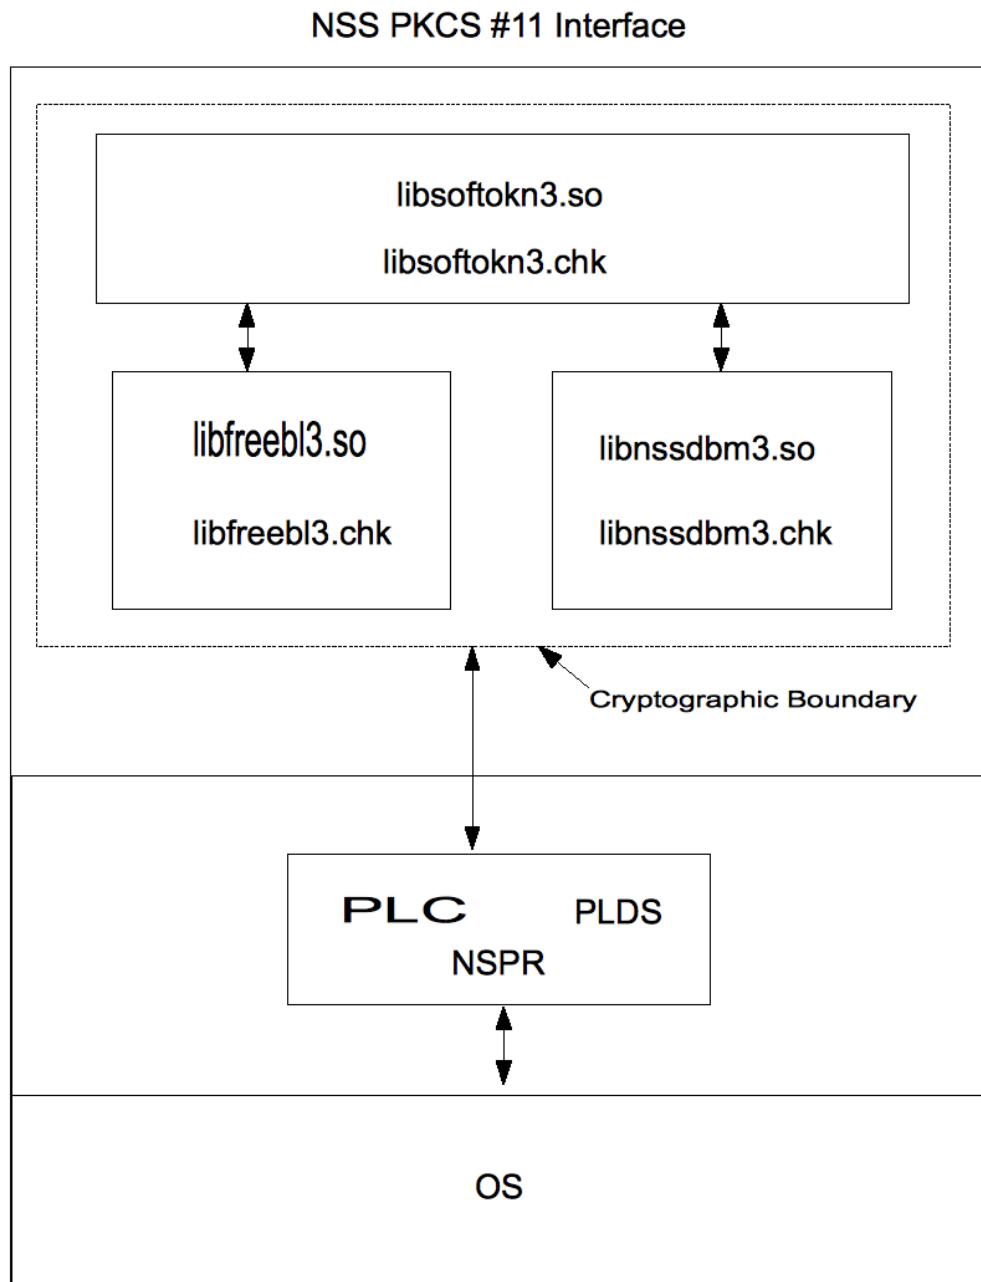 NSS PKCS #11 Interface
libsoftokn3.so
libsoftokn3.chk
libfreebl3.so
libfreebl3.chk
libnssdbm3.so
libnssdbm3.chk
Cryptographic Boundary
PLC PLDS
NSPR
OS